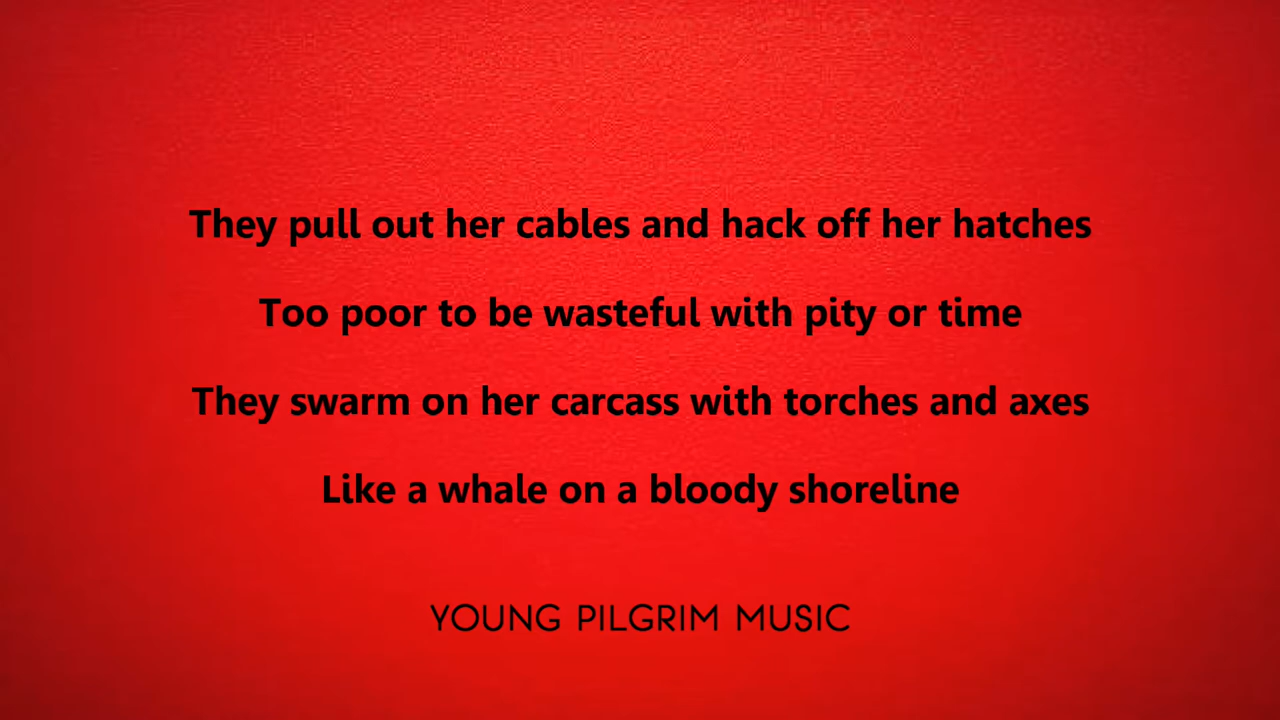 They pull out her cables and hack off her hatches
Too poor to be wasteful with pity or time
They swarm on her carcass with torches and axes
Like a whale on a bloody shoreline
YOUNG PILGRIM MUSIC